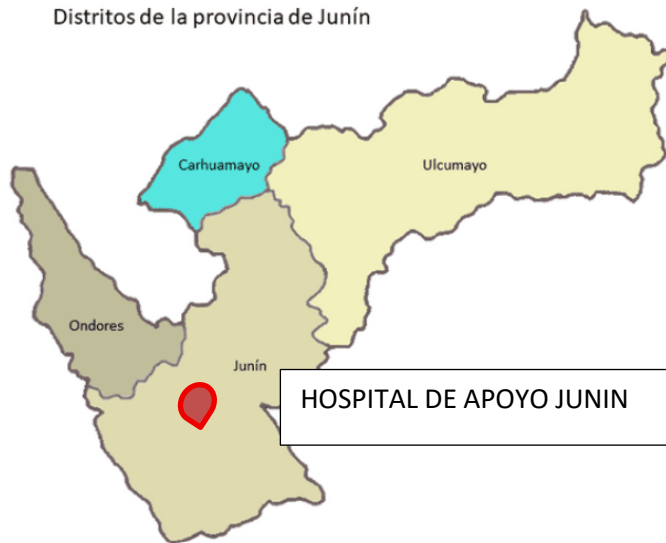 Distritos de la provincia de Junín
Carhuamayo
Ulcumayo
Ondores
Junín
HOSPITAL DE APOYO JUNIN